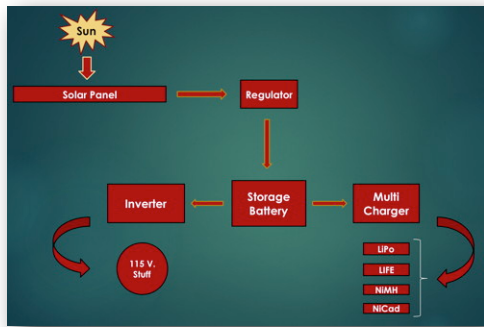 Sun
Solar Panel
Regulator
Inverter
Storage
Battery
Multi
Charger
115 V.
Stuff
LiPo
LIFE
NiMH
NiCad